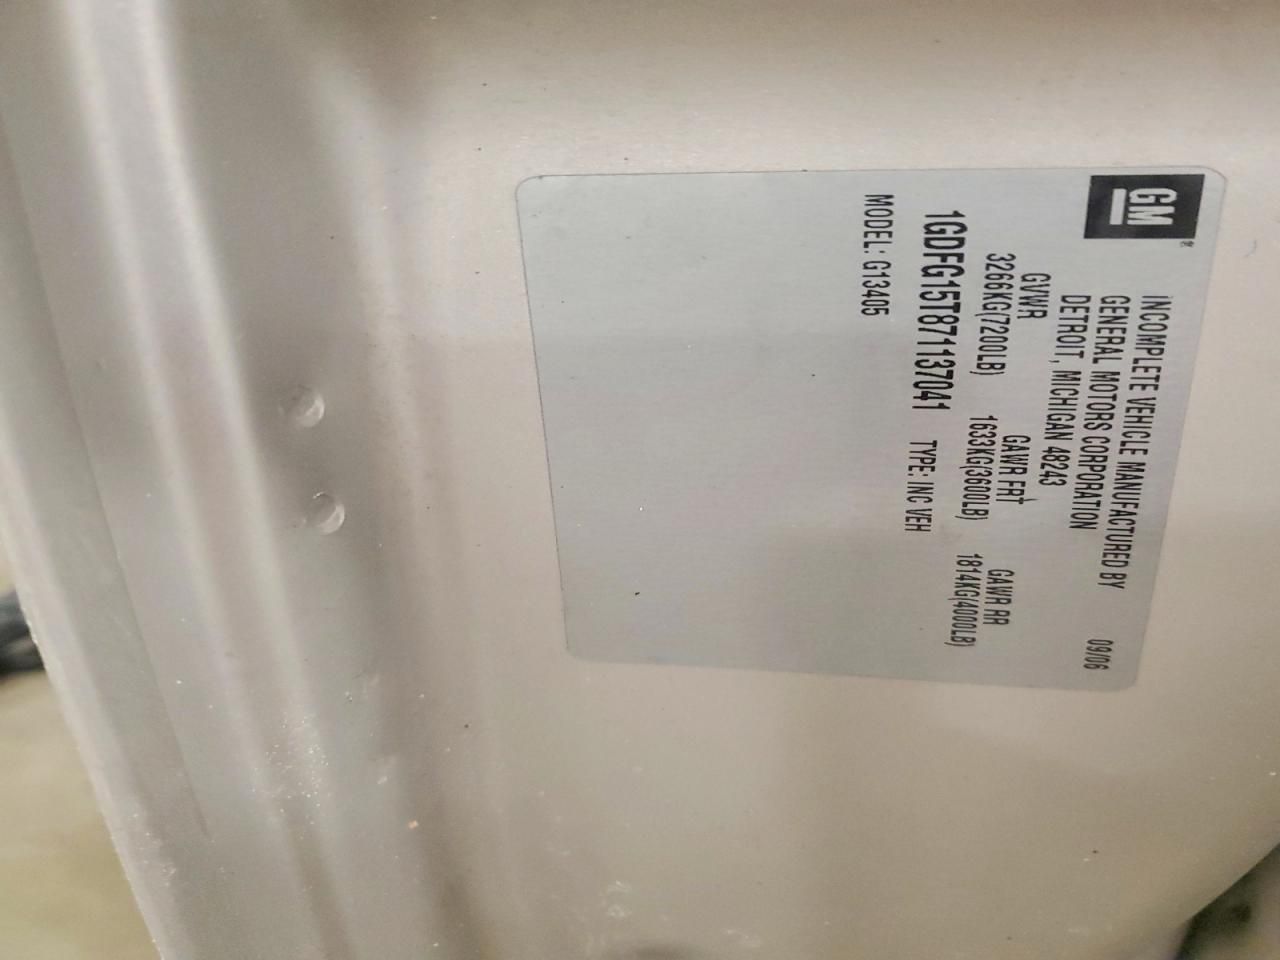 GM®
INCOMPLETE VEHICLE MANUFACTURED BY
GENERAL MOTORS CORPORATION
DETROIT, MICHIGAN 48243
09/06
GVWR GAWR FRT GAWR RR
3266KG(7200LB) 1633KG(3600LB) 1814KG(4000LB)
1GDFG15T871137041 TYPE: INC VEH
MODEL: G13405